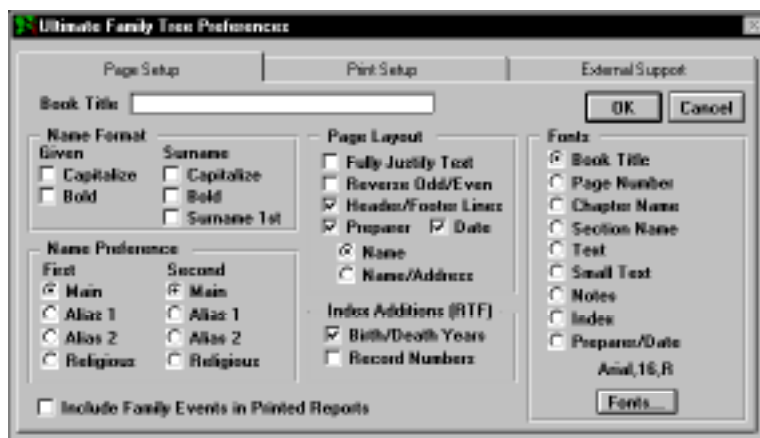 Ultimate Family Tree Preferences
Page Setup
Print Setup
External Support
Book Title
OK
Cancel
Name Format
Given
Surname
Capitalize
Capitalize
Bold
Bold
Surname 1st
Name Preference
First
Second
Main
Main
Alias 1
Alias 1
Alias 2
Alias 2
Religious
Religious
Page Layout
Fully Justify Text
Reverse Odd/Even
Header/Footer Lines
Preparer
Date
Name
Name/Address
Index Additions (RTF)
Birth/Death Years
Record Numbers
Fonts
Book Title
Page Number
Chapter Name
Section Name
Text
Small Text
Notes
Index
Preparer/Date
Arial,16,R
Fonts...
Include Family Events in Printed Reports